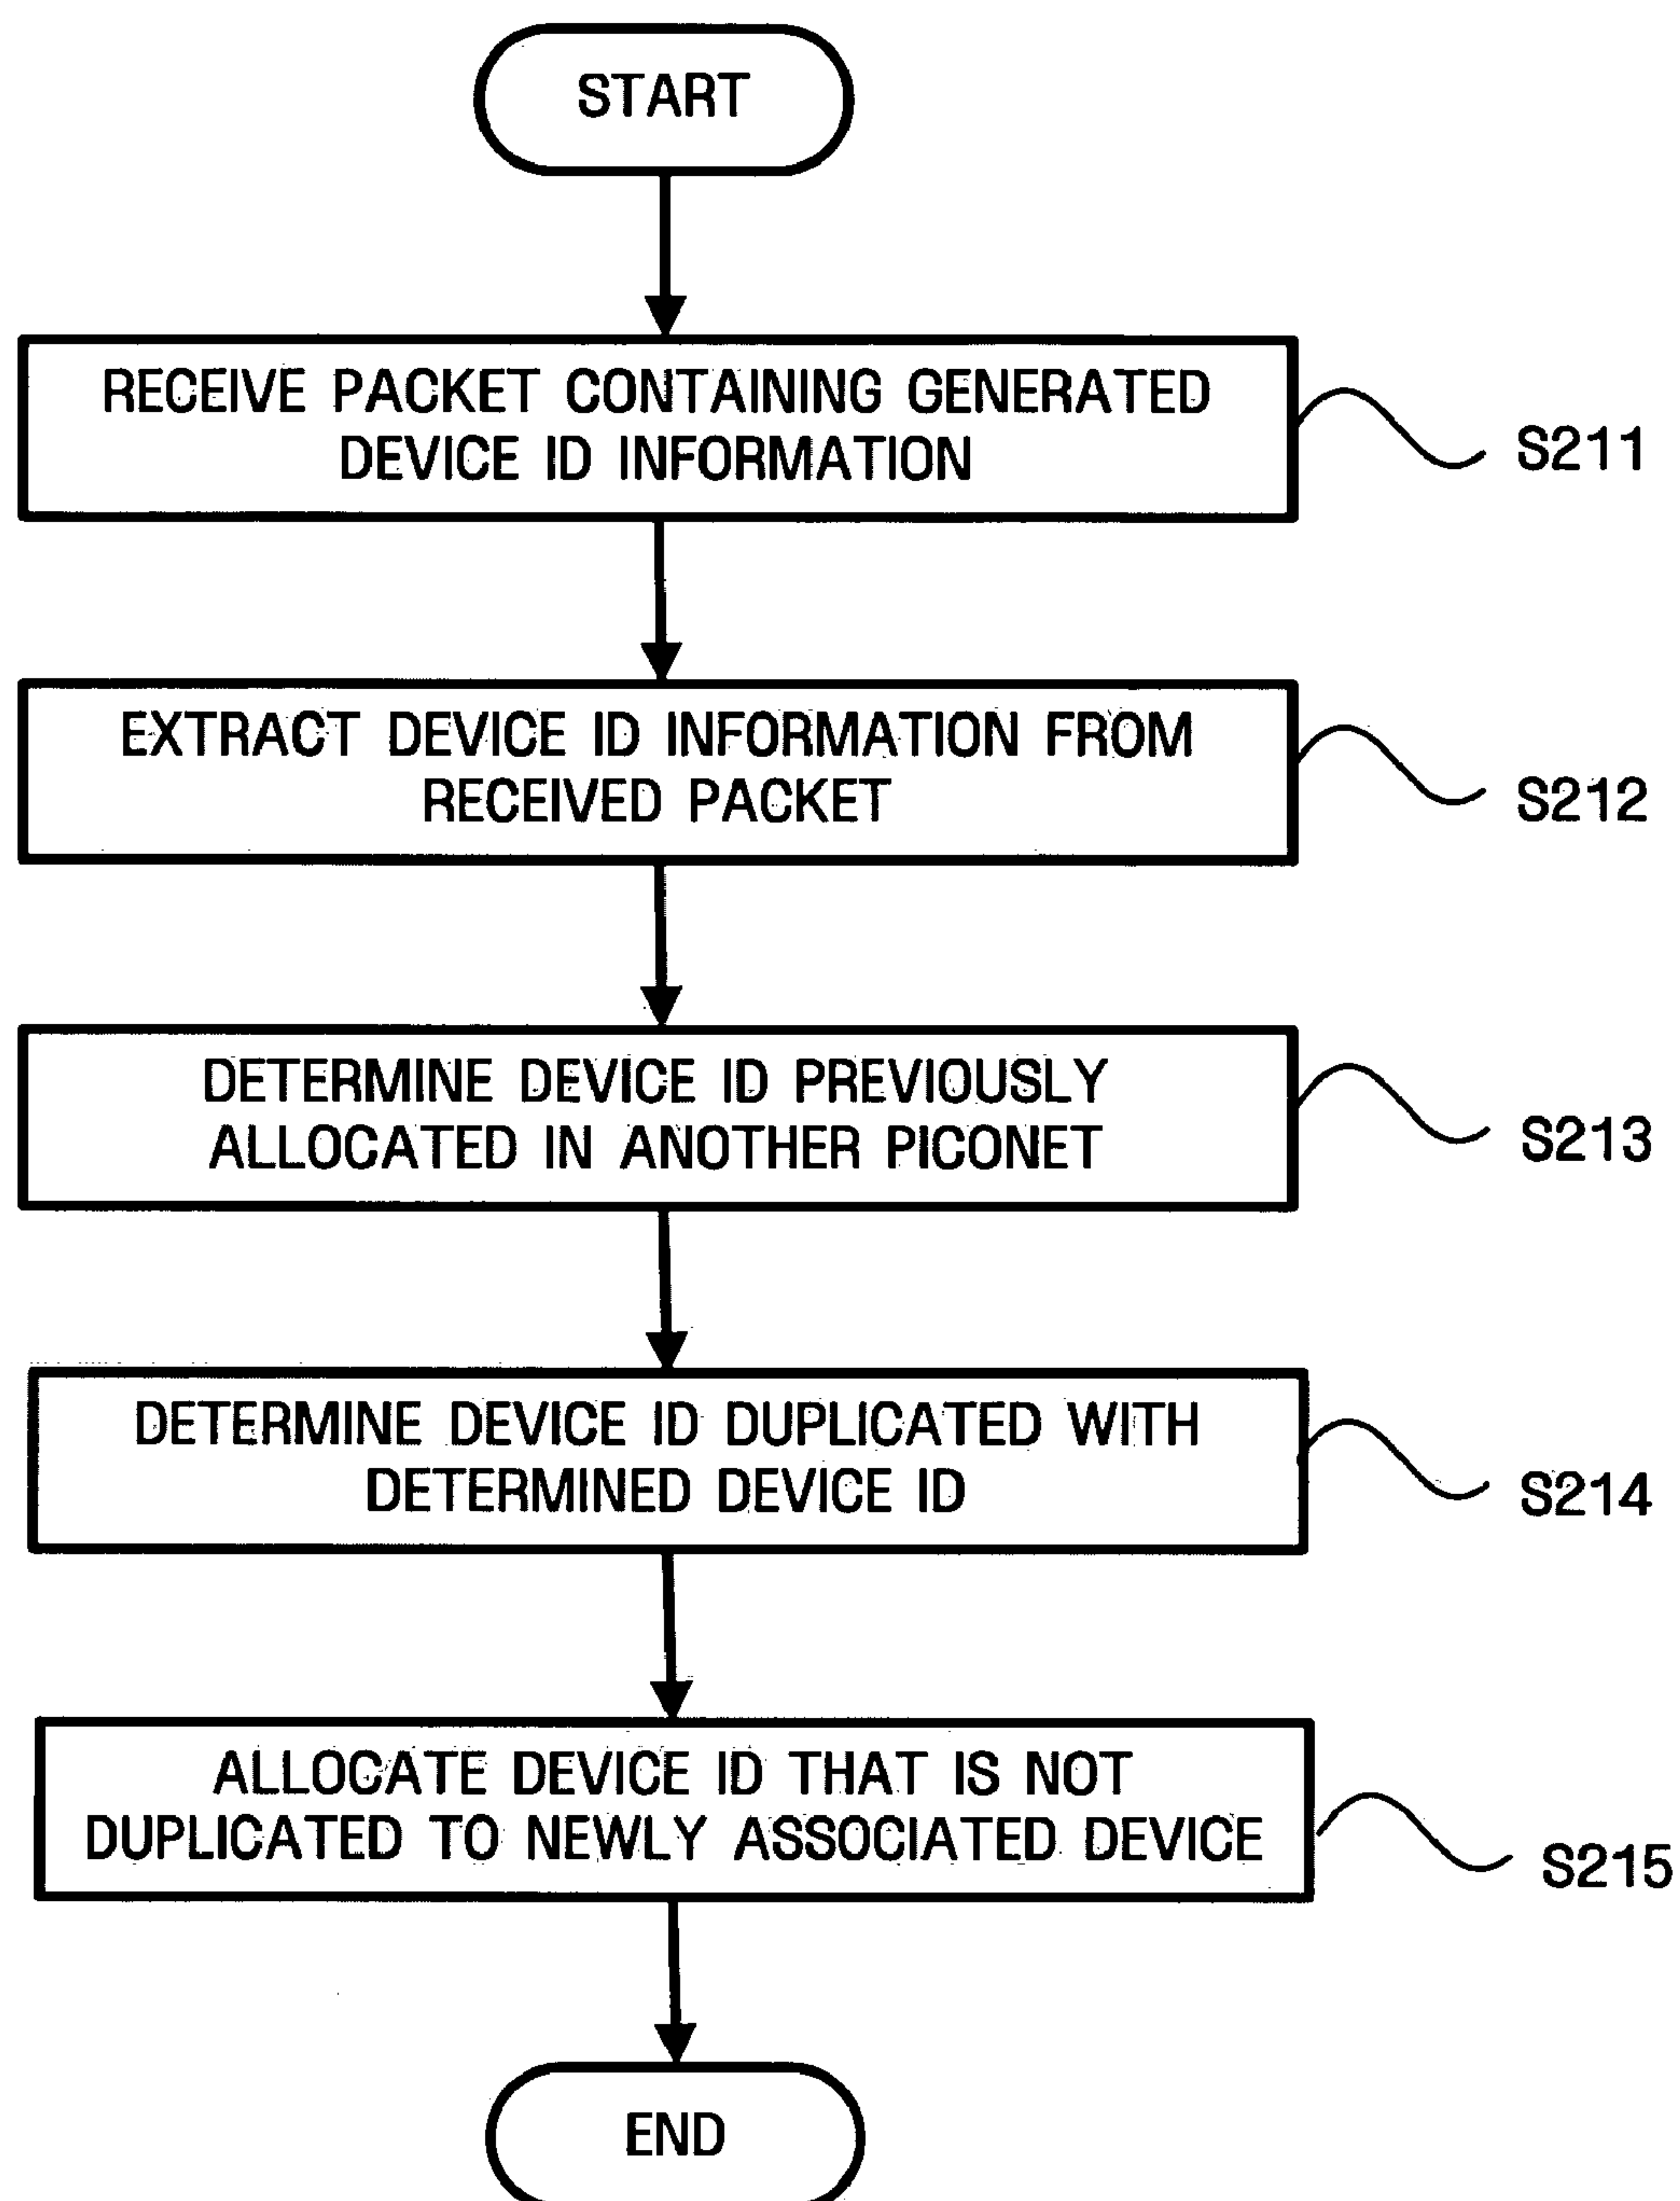 START
RECEIVE PACKET CONTAINING GENERATED
DEVICE ID INFORMATION
S211
EXTRACT DEVICE ID INFORMATION FROM
RECEIVED PACKET
S212
DETERMINE DEVICE ID PREVIOUSLY
ALLOCATED IN ANOTHER PICONET
S213
DETERMINE DEVICE ID DUPLICATED WITH
DETERMINED DEVICE ID
S214
ALLOCATE DEVICE ID THAT IS NOT
DUPLICATED TO NEWLY ASSOCIATED DEVICE
S215
END